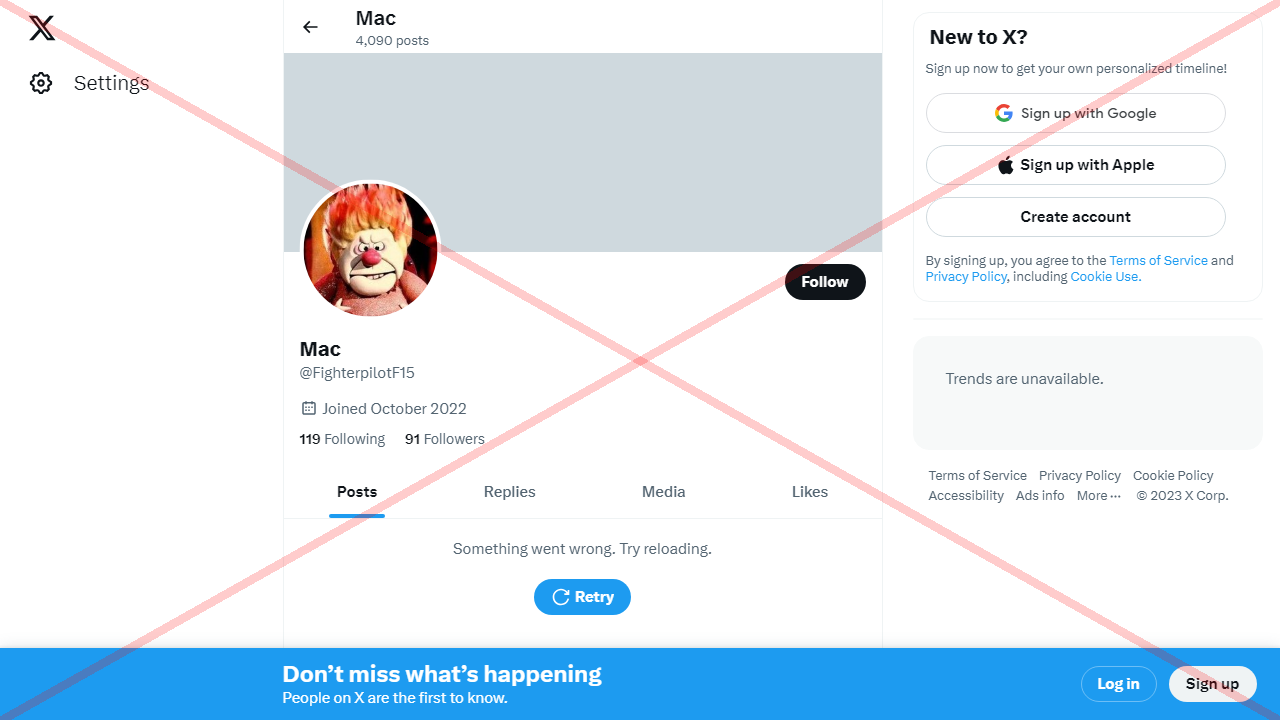 Settings
Mac
4,090 posts
Follow
Mac
@FighterpilotF15
Joined October 2022
119 Following 91 Followers
Posts Replies Media Likes
Something went wrong. Try reloading.
Retry
New to X?
Sign up now to get your own personalized timeline!
Sign up with Google
Sign up with Apple
Create account
By signing up, you agree to the Terms of Service and
Privacy Policy, including Cookie Use.
Trends are unavailable.
Terms of Service Privacy Policy Cookie Policy
Accessibility Ads info More ··· © 2023 X Corp.
Don’t miss what’s happening
People on X are the first to know.
Log in Sign up